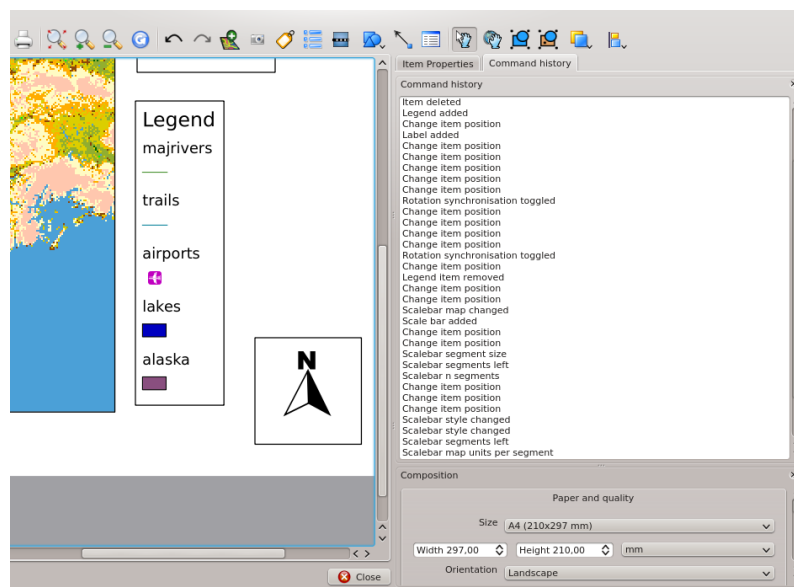 Item Properties
Command history
Command history
Item deleted
Legend added
Change item position
Label added
Change item position
Change item position
Change item position
Change item position
Change item position
Rotation synchronisation toggled
Change item position
Change item position
Change item position
Change item position
Rotation synchronisation toggled
Change item position
Legend item removed
Change item position
Change item position
Scalebar map changed
Scale bar added
Change item position
Change item position
Scalebar segment size
Scalebar segments left
Scalebar n segments
Change item position
Change item position
Change item position
Scalebar style changed
Scalebar style changed
Scalebar segments left
Scalebar map units per segment
Legend
majrivers
trails
airports
lakes
alaska
N
Composition
Paper and quality
Size A4 (210x297 mm)
Width 297,00 Height 210,00 mm
Orientation Landscape
Close